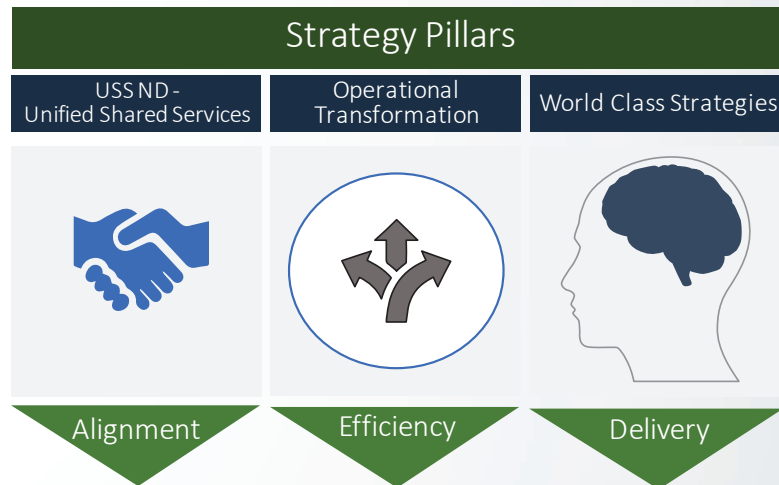 Strategy Pillars
USS ND -
Unified Shared Services
Operational
Transformation
World Class Strategies
Alignment
Efficiency
Delivery